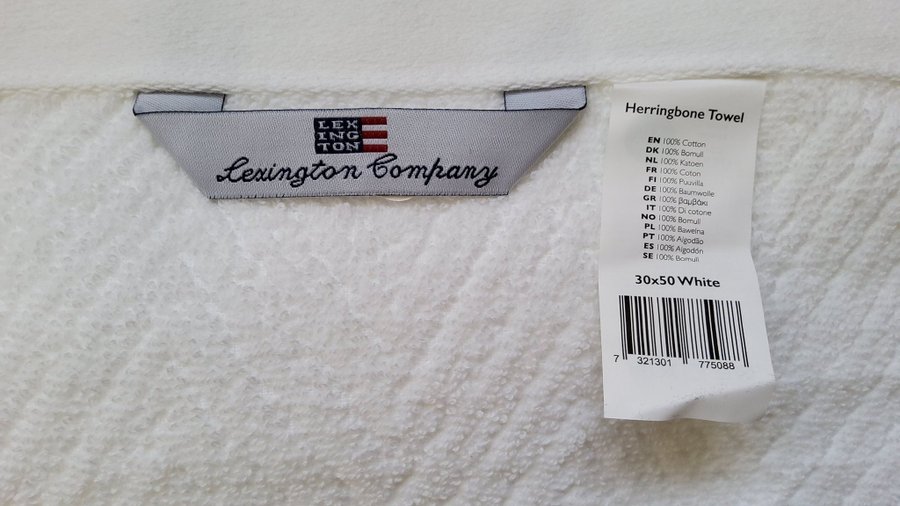 LEX
ING
TON
Lexington Company
Herringbone Towel
EN 100% Cotton
DK 100% Bomull
NL 100% Katoen
FR 100% Coton
FI 100% Puuvilla
DE 100% Baumwolle
GR 100% βαμβάκι
IT 100% Di cotone
NO 100% Bomull
PL 100% Baweina
PT 100% Algodão
ES 100% Algodón
SE 100% Bomull
30x50 White
7 321301 775088